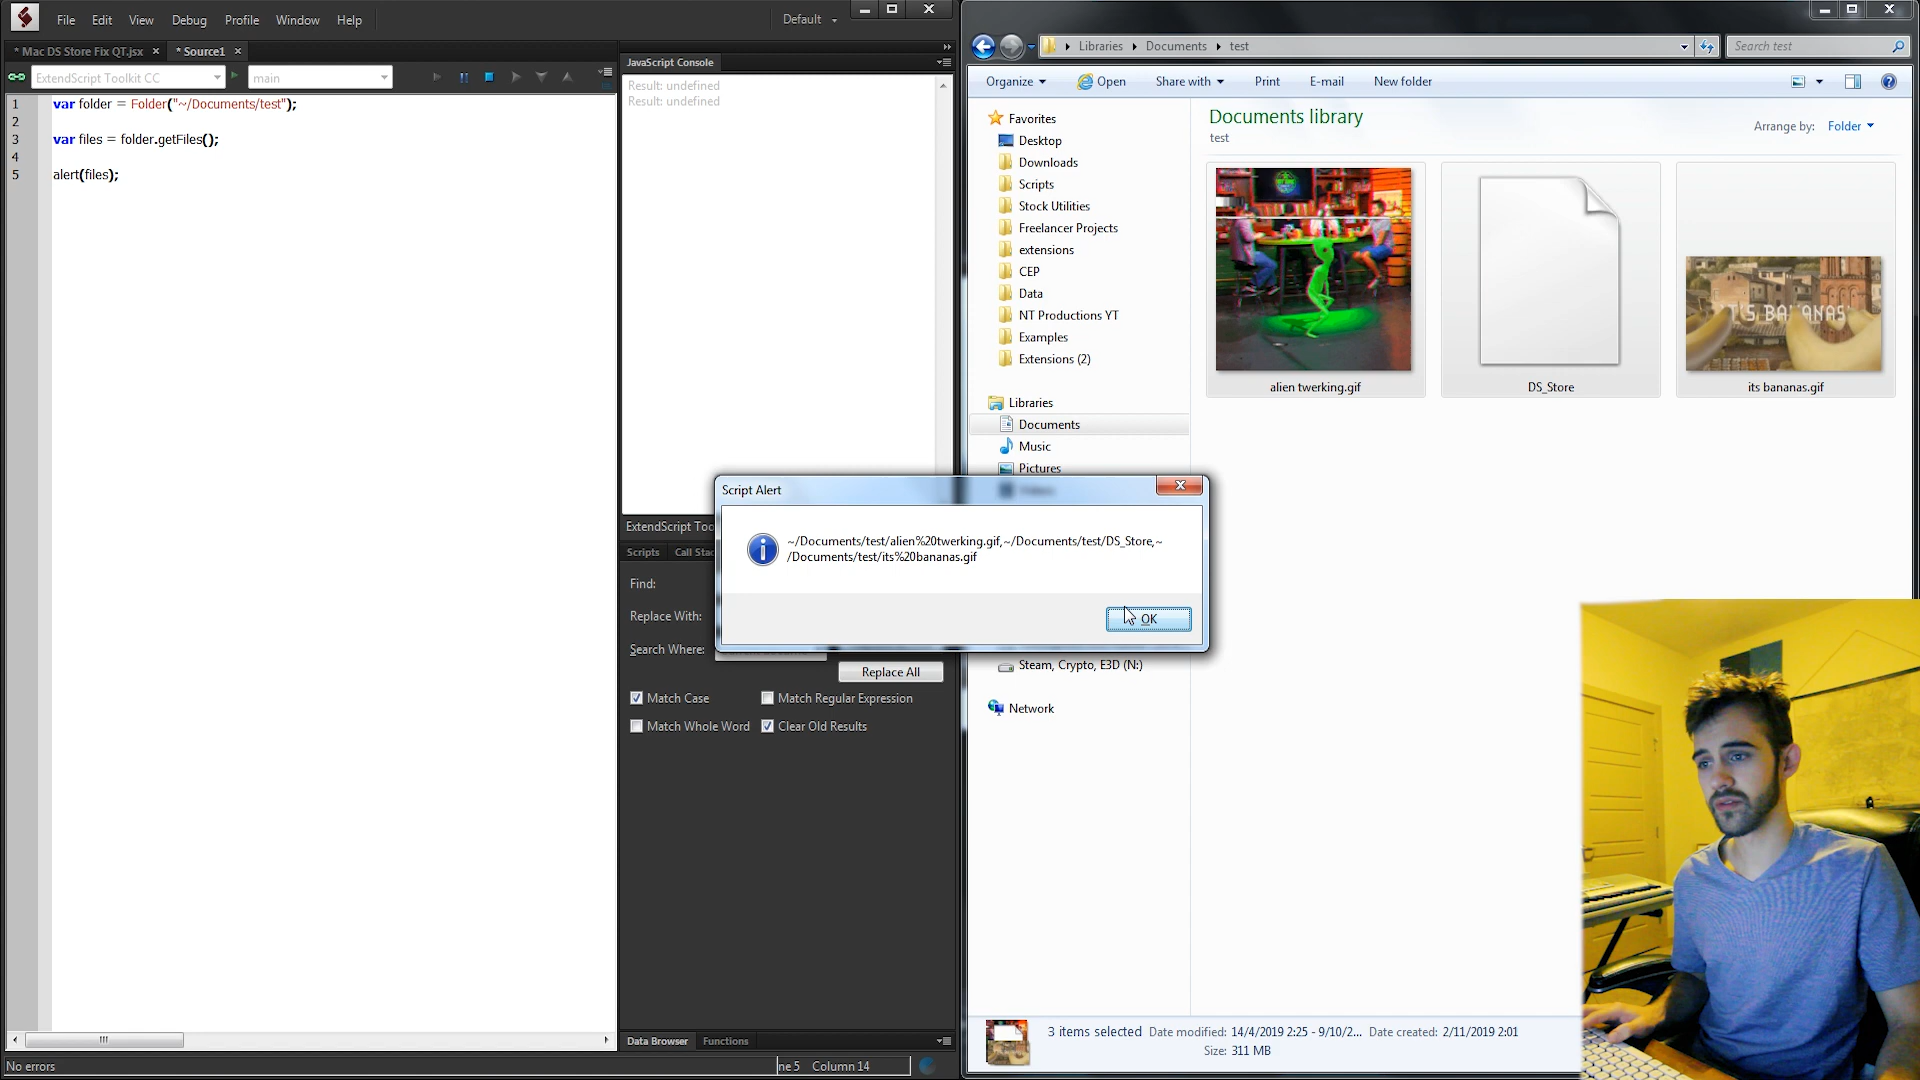 File Edit View Debug Profile Window Help
Default
* Mac DS Store Fix QT.jsx
* Source1
ExtendScript Toolkit CC
main
1 var folder = Folder("~/Documents/test");
2
3 var files = folder.getFiles();
4
5 alert(files);
JavaScript Console
Result: undefined
Result: undefined
Scripts
Find:
Replace With:
Search Where:
Replace All
Match Case
Match Regular Expression
Match Whole Word
Clear Old Results
Data Browser
Functions
No errors
Column 14
Script Alert
~/Documents/test/alien%20twerking.gif,~/Documents/test/DS_Store,~
/Documents/test/its%20bananas.gif
OK
Libraries Documents test
Search test
Organize Open Share with Print E-mail New folder
Favorites
Desktop
Downloads
Scripts
Stock Utilities
Freelancer Projects
extensions
CEP
Data
NT Productions YT
Examples
Extensions (2)
Libraries
Documents
Music
Pictures
Steam, Crypto, E3D (N:)
Network
Documents library
test
Arrange by: Folder
alien twerking.gif
DS_Store
IT'S BANANAS
its bananas.gif
3 items selected Date modified: 14/4/2019 2:25 - 9/10/2... Date created: 2/11/2019 2:01
Size: 311 MB